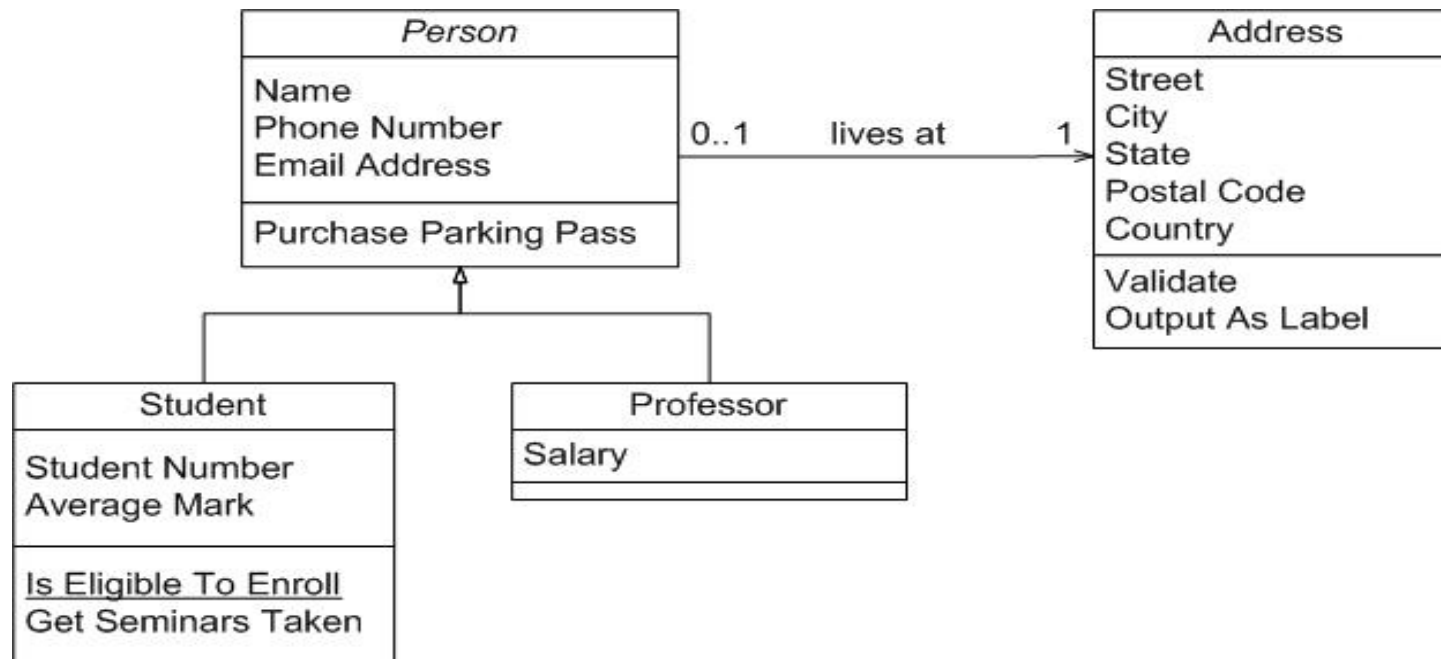 Person
Name
Phone Number
Email Address
Purchase Parking Pass
0..1 lives at 1
Address
Street
City
State
Postal Code
Country
Validate
Output As Label
Student
Student Number
Average Mark
Is Eligible To Enroll
Get Seminars Taken
Professor
Salary